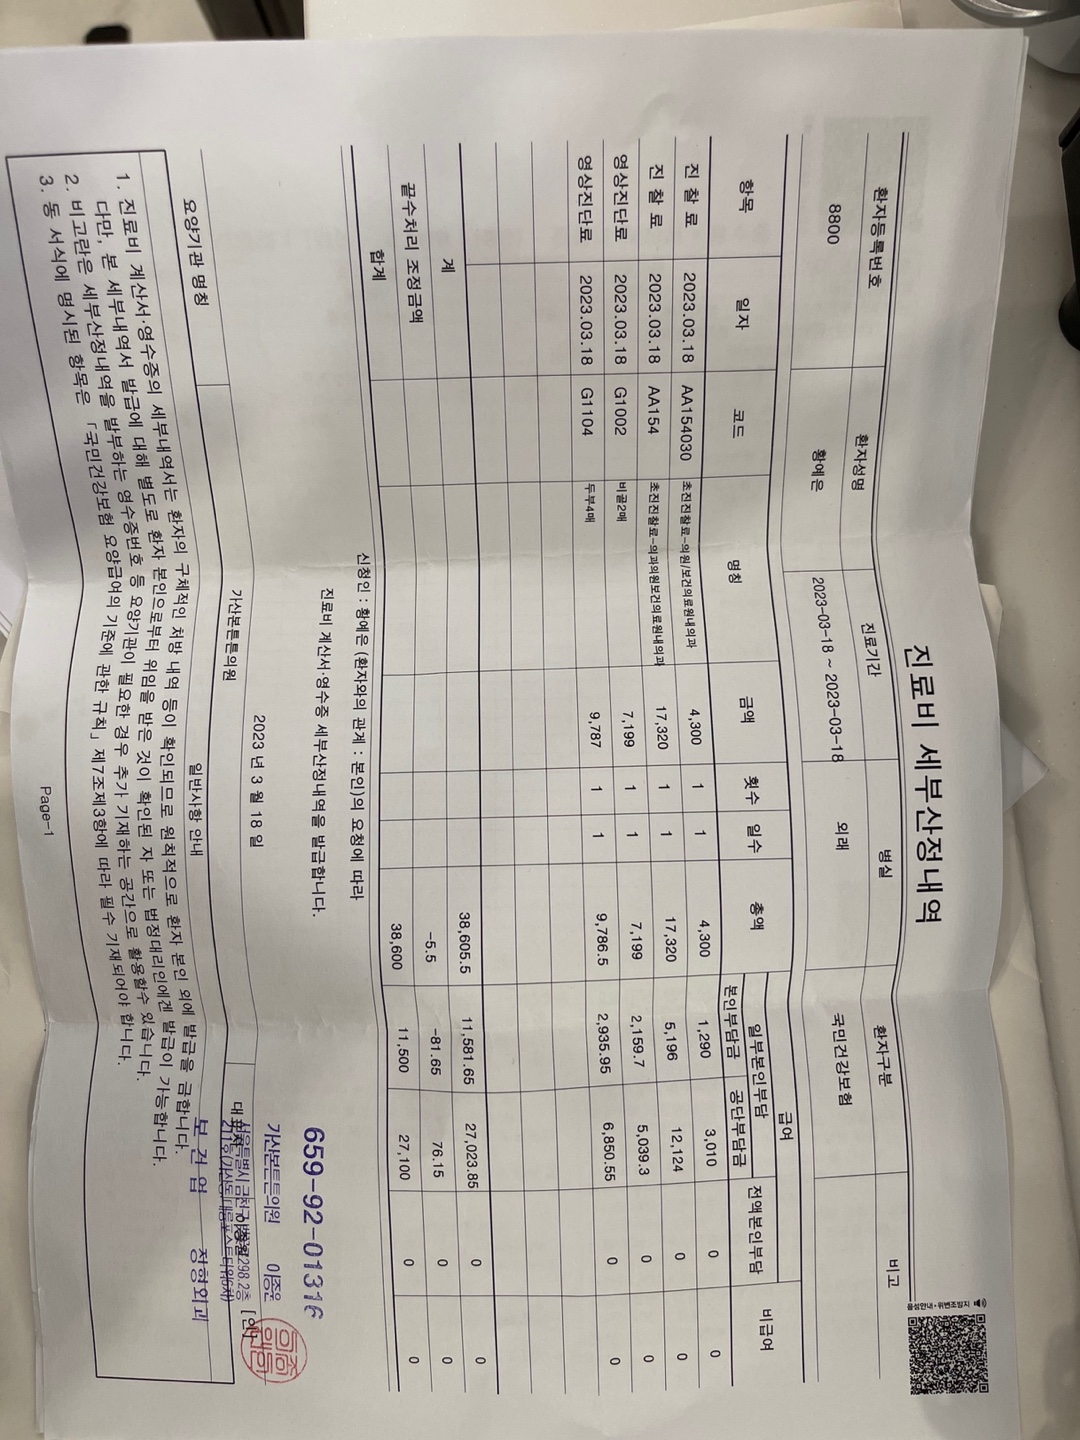 음성안내·위변조방지
진료비 세부산정내역
환자등록번호 환자성명 진료기간 병실 환자구분 비고
8800 황예은 2023-03-18 ~ 2023-03-18 외래 국민건강보험
항목 일자 코드 명칭 금액 횟수 일수 총액 급여 비급여
일부본인부담 전액본인부담
본인부담금 공단부담금
진 찰 료 2023.03.18 AA154030 초진진찰료-의원/보건의료원내의과 4,300 1 1 4,300 1,290 3,010 0 0
진 찰 료 2023.03.18 AA154 초진진찰료-의과의원보건의료원내의과 17,320 1 1 17,320 5,196 12,124 0 0
영상진단료 2023.03.18 G1002 비골2매 7,199 1 1 7,199 2,159.7 5,039.3 0 0
영상진단료 2023.03.18 G1104 두부4매 9,787 1 1 9,786.5 2,935.95 6,850.55 0 0
계 38,605.5 11,581.65 27,023.85 0 0
끝수처리 조정금액 -5.5 -81.65 76.15 0 0
합계 38,600 11,500 27,100 0 0
신청인 : 황예은 (환자와의 관계 : 본인)의 요청에 따라
진료비 계산서·영수증 세부산정내역을 발급합니다.
659-92-01316
가산본튼튼의원 이종운
2023 년 3 월 18 일
서울특별시 금천구 298.2층
요양기관 명칭 가산본튼튼의원 대표자 [인]
211호(가산동,대륭포스트타워6차)
보 건 업 정형외과
일반사항 안내
1. 진료비 계산서·영수증의 세부내역서는 환자의 구체적인 처방 내역 등이 확인되므로 원칙적으로 환자 본인 외에 발급을 금합니다.
다만, 본 세부내역서 발급에 대해 별도로 환자 본인으로부터 위임을 받은 것이 확인된 자 또는 법정대리인에겐 발급이 가능합니다.
2. 비고란은 세부산정내역을 발부하는 영수증번호 등 요양기관이 필요한 경우 추가 기재하는 공간으로 활용할수 있습니다.
3. 동 서식에 명시된 항목은 「국민건강보험 요양급여의 기준에 관한 규칙」 제7조제3항에 따라 필수 기재되어야 합니다.
Page-1